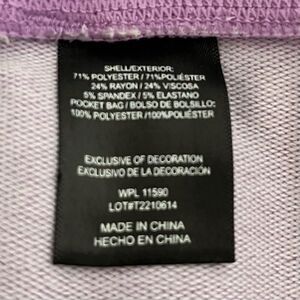 SHELL/EXTERIOR:
71% POLYESTER / 71%POLIÉSTER
24% RAYON / 24% VISCOSA
5% SPANDEX / 5% ELASTANO
POCKET BAG / BOLSO DE BOLSILLO:
100% POLYESTER /100%POLIÉSTER
EXCLUSIVE OF DECORATION
EXCLUSIVO DE LA DECORACIÓN
WPL 11590
LOT#T2210614
MADE IN CHINA
HECHO EN CHINA